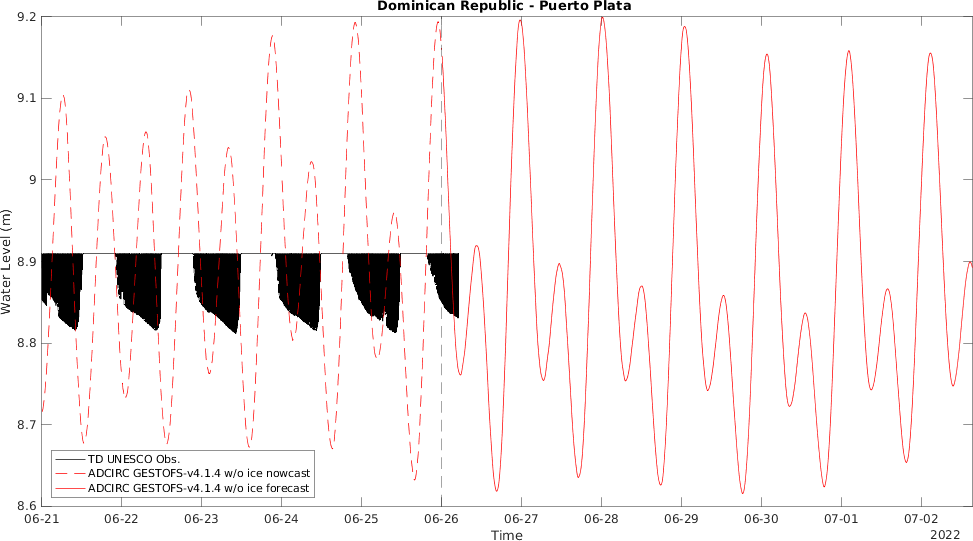 Dominican Republic - Puerto Plata
Water Level (m)
9.2
9.1
9
8.9
8.8
8.7
8.6
TD UNESCO Obs.
ADCIRC GESTOFS-v4.1.4 w/o ice nowcast
ADCIRC GESTOFS-v4.1.4 w/o ice forecast
06-21 06-22 06-23 06-24 06-25 06-26 06-27 06-28 06-29 06-30 07-01 07-02
Time
2022